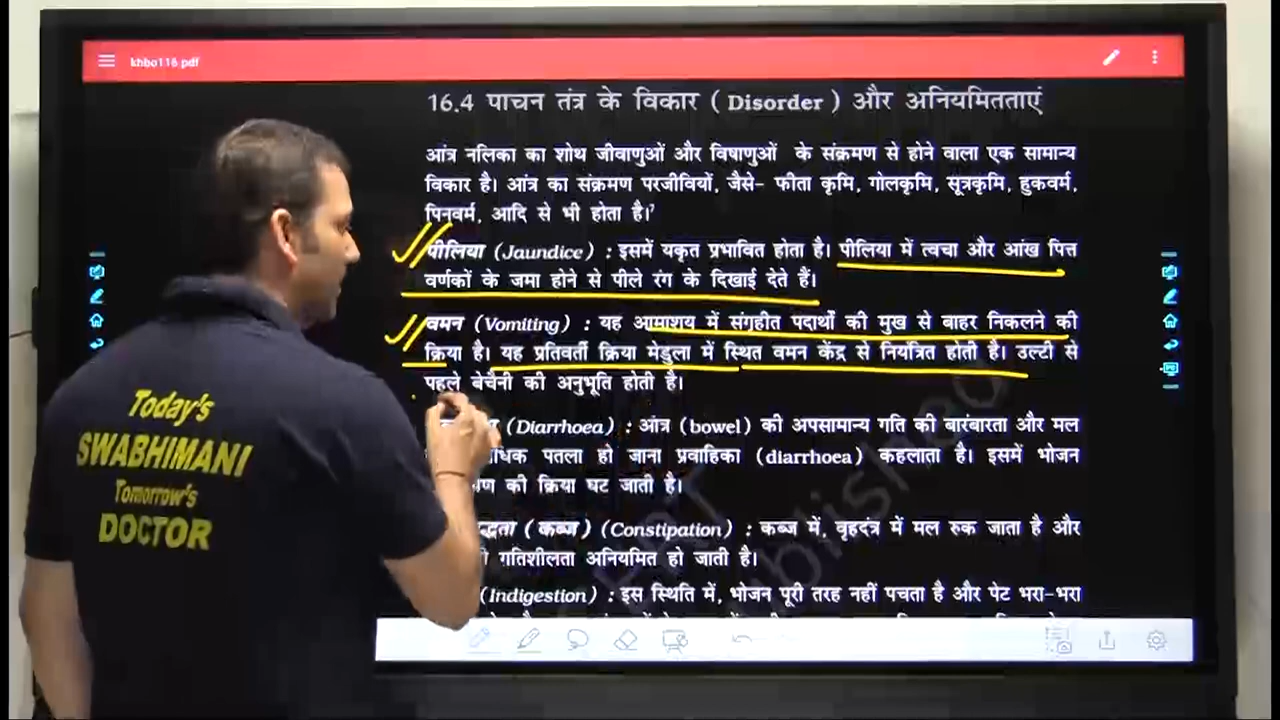 khbo116.pdf
16.4 पाचन तंत्र के विकार ( Disorder ) और अनियमितताएं
आंत्र नलिका का शोथ जीवाणुओं और विषाणुओं के संक्रमण से होने वाला एक सामान्य
विकार है। आंत्र का संक्रमण परजीवियों, जैसे- फीता कृमि, गोलकृमि, सूत्रकृमि, हुकवर्म,
पिनवर्म, आदि से भी होता है।
पीलिया (Jaundice) : इसमें यकृत प्रभावित होता है। पीलिया में त्वचा और आंख पित्त
वर्णकों के जमा होने से पीले रंग के दिखाई देते हैं।
वमन (Vomiting) : यह आमाशय में संगृहीत पदार्थों की मुख से बाहर निकलने की
क्रिया है। यह प्रतिवर्ती क्रिया मेडुला में स्थित वमन केंद्र से नियंत्रित होती है। उल्टी से
पहले बेचैनी की अनुभूति होती है।
(Diarrhoea) : आंत्र (bowel) की अपसामान्य गति की बारंबारता और मल
पतला हो जाना प्रवाहिका (diarrhoea) कहलाता है। इसमें भोजन
की क्रिया घट जाती है।
(कब्ज) (Constipation) : कब्ज में, वृहदंत्र में मल रुक जाता है और
गतिशीलता अनियमित हो जाती है।
(Indigestion) : इस स्थिति में, भोजन पूरी तरह नहीं पचता है और पेट भरा-भरा
Today's
SWABHIMANI
Tomorrow's
DOCTOR